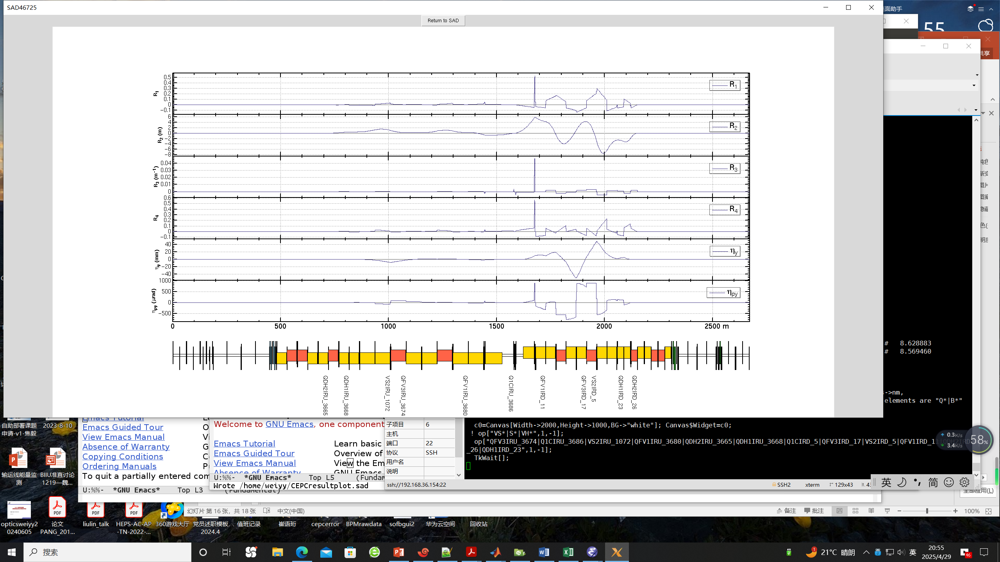 SAD46725
Return to SAD
面助手
55
共享
0.5
0.4
0.3
0.2
0.1
0
−0.1
R1
R1
6
4
2
0
−2
−4
−6
−8
R2 (m)
R2
0.04
0.03
0.02
0.01
0
R3 (m−1)
R3
0.6
0.5
0.4
0.3
0.2
0.1
0
−0.1
R4
R4
40
20
0
−20
−40
ηy (mm)
ηy
1000
500
0
−500
ηpy (μrad)
ηpy
0 500 1000 1500 2000 2500 m
QDH2IRU_3665
QDH1IRU_3668
VS2IRU_1072
QFV3IRU_3674
QFV1IRU_3680
Q1CIRU_3686
QFV1IRD_11
QFV3IRD_17
VS2IRD_5
QDH1IRD_23
QDH2IRD_26
# 8.628883
# 8.569460
->nm,
elements are "Q*|B*"
c0=Canvas[Width->2000,Height->1000,BG->"white"]; Canvas$Widget=c0;
! op["VS*|S*|VH*",1,-1];
op["QFV3IRU_3674|Q1CIRU_3686|VS2IRU_1072|QFV1IRU_3680|QDH2IRU_3665|QDH1IRU_3668|Q1CIRD_5|QFV3IRD_17|VS2IRD_5|QFV1IRD_11|QDH2IRD
_26|QDH1IRD_23",1,-1];
TkWait[];
0.3K/s
3.4K/s
58%
子项目 6
主机
端口 22
协议 SSH
用户名
说明
ssh://192.168.36.154:22
SSH2 xterm 129x43
英 简
全部应用(L)
Emacs Tutorial
Emacs Guided Tour
View Emacs Manual
Absence of Warranty
Copying Conditions
Ordering Manuals
To quit a partially entered com
U:%%- *GNU Emacs* Top L3 (Fundamental)
Welcome to GNU Emacs, one component
Emacs Tutorial Learn basic
Emacs Guided Tour Overview of
View Emacs Manual View the Em
Absence of Warranty GNU Emacs
U:%%- *GNU Emacs* Top L5 (Fundam
Wrote /home/weiyy/CEPCresultplot.sad
幻灯片 第 16 张，共 18 张 中文(中国)
备注 批注 100%
自助部署课题
申请-v1-焦毅
2023-8-10
输运线能量监
测
BIIU准直讨论
1219—魏...
opticsweiyy2
0240605
论文
PANG_201...
liulin_talk
HEPS-AC-AP
-TN-2022-...
360游戏大厅
党员述职模板
2024.4
值班记录
崔语珩
cepcerror
BPMrawdata
sofbgui2
华为云空间
回收站
搜索
21°C 晴朗
英
20:55
2025/4/29
46